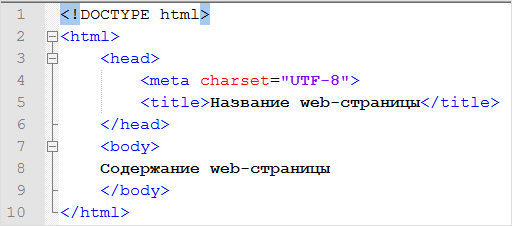 1 <!DOCTYPE html>
2 <html>
3 <head>
4 <meta charset="UTF-8">
5 <title>Название web-страницы</title>
6 </head>
7 <body>
8 Содержание web-страницы
9 </body>
10 </html>